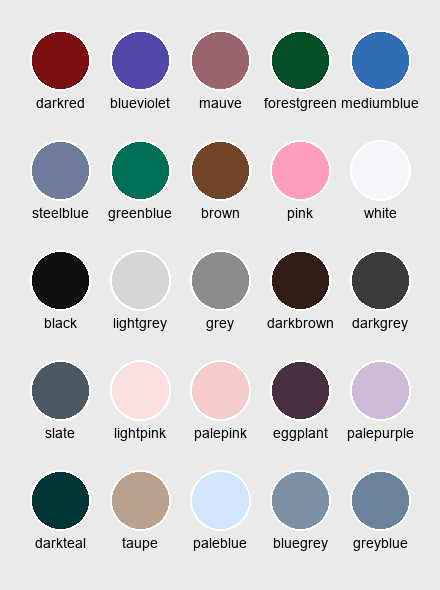 darkred blueviolet mauve forestgreen mediumblue
steelblue greenblue brown pink white
black lightgrey grey darkbrown darkgrey
slate lightpink palepink eggplant palepurple
darkteal taupe paleblue bluegrey greyblue